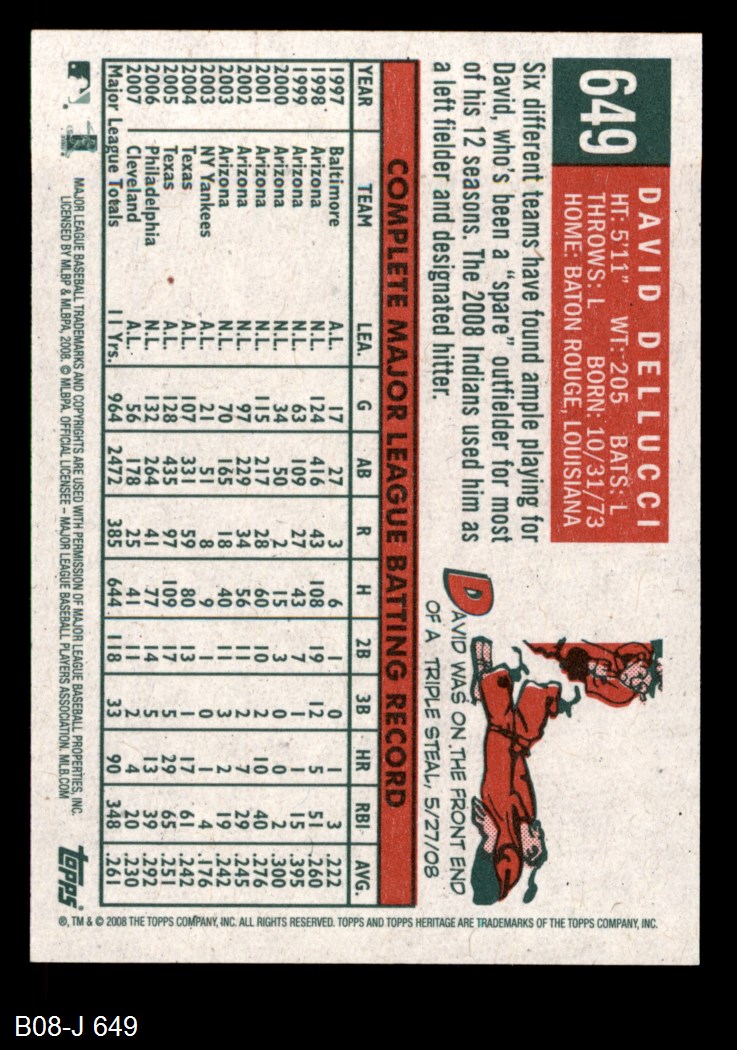 649
DAVID DELLUCCI
HT: 5'11" WT: 205 BATS: L
THROWS: L BORN: 10/31/73
HOME: BATON ROUGE, LOUISIANA
Six different teams have found ample playing for
David, who's been a "spare" outfielder for most
of his 12 seasons. The 2008 Indians used him as
a left fielder and designated hitter.
DAVID WAS ON THE FRONT END
OF A TRIPLE STEAL, 5/27/08
COMPLETE MAJOR LEAGUE BATTING RECORD
YEAR TEAM LEA. G AB R H 2B 3B HR RBI AVG.
1997 Baltimore A.L. 17 27 3 6 1 0 1 3 .222
1998 Arizona N.L. 124 416 43 108 19 12 5 51 .260
1999 Arizona N.L. 63 109 27 43 7 1 1 15 .395
2000 Arizona N.L. 34 50 2 15 3 0 0 2 .300
2001 Arizona N.L. 115 217 28 60 10 2 10 40 .276
2002 Arizona N.L. 97 229 34 56 11 2 7 29 .245
2003 Arizona N.L. 70 165 18 40 11 3 2 19 .242
2003 NY Yankees A.L. 21 51 8 9 1 0 1 4 .176
2004 Texas A.L. 107 331 59 80 13 1 17 61 .242
2005 Texas A.L. 128 435 97 109 17 5 29 65 .251
2006 Philadelphia N.L. 132 264 41 77 14 5 13 39 .292
2007 Cleveland A.L. 56 178 25 41 11 2 4 20 .230
Major League Totals 11 Yrs. 964 2472 385 644 118 33 90 348 .261
MAJOR LEAGUE BASEBALL TRADEMARKS AND COPYRIGHTS ARE USED WITH PERMISSION OF MAJOR LEAGUE BASEBALL PROPERTIES, INC.
LICENSED BY MLBP & MLBPA, 2008. © MLBPA. OFFICIAL LICENSEE – MAJOR LEAGUE BASEBALL PLAYERS ASSOCIATION. MLB.COM
topps
®, TM & © 2008 THE TOPPS COMPANY, INC. ALL RIGHTS RESERVED. TOPPS AND TOPPS HERITAGE ARE TRADEMARKS OF THE TOPPS COMPANY, INC.
B08-J 649